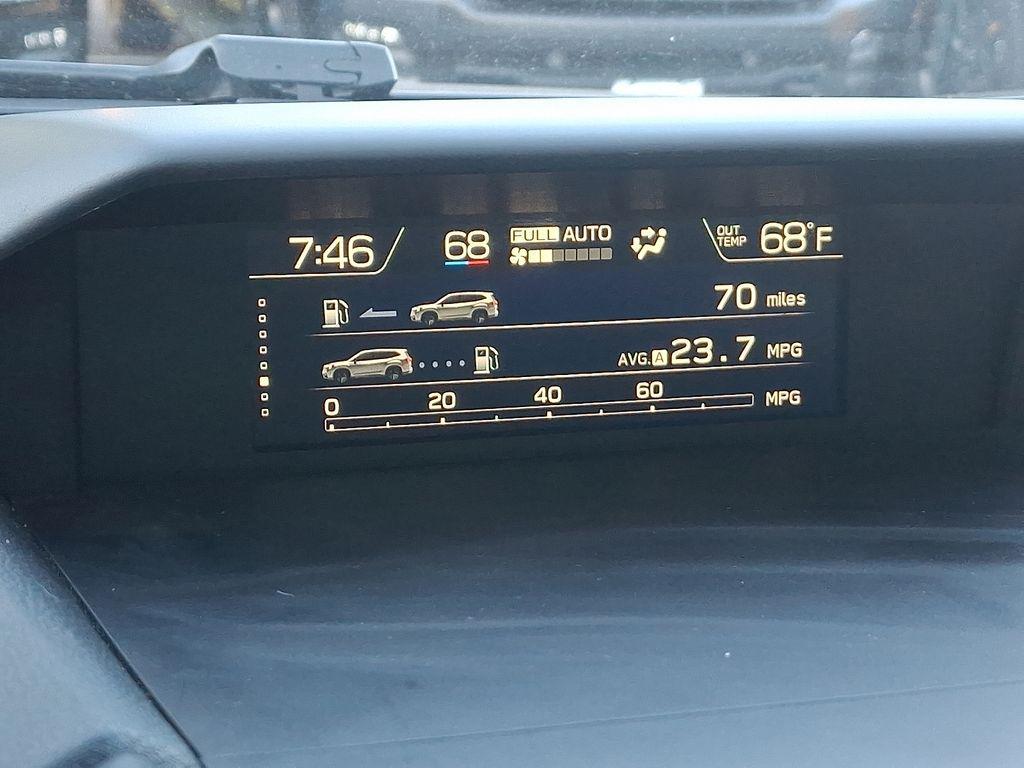 7:46 68 FULL AUTO OUT TEMP 68°F
70 miles
AVG. A 23.7 MPG
0 20 40 60 MPG